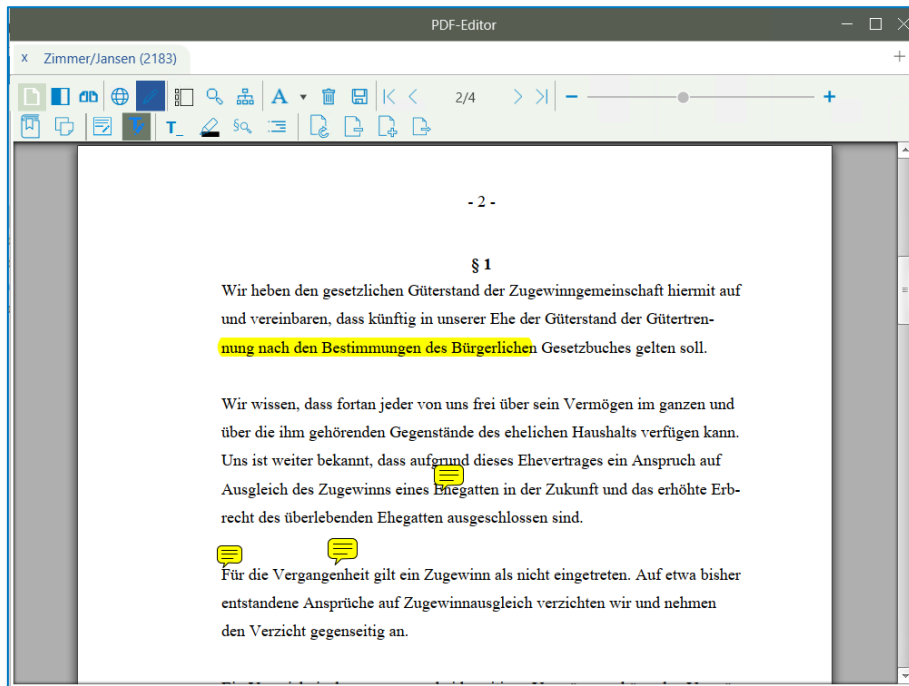 PDF-Editor
x Zimmer/Jansen (2183)
2/4
- 2 -
§ 1
Wir heben den gesetzlichen Güterstand der Zugewinngemeinschaft hiermit auf
und vereinbaren, dass künftig in unserer Ehe der Güterstand der Gütertren-
nung nach den Bestimmungen des Bürgerlichen Gesetzbuches gelten soll.
Wir wissen, dass fortan jeder von uns frei über sein Vermögen im ganzen und
über die ihm gehörenden Gegenstände des ehelichen Haushalts verfügen kann.
Uns ist weiter bekannt, dass aufgrund dieses Ehevertrages ein Anspruch auf
Ausgleich des Zugewinns eines Ehegatten in der Zukunft und das erhöhte Erb-
recht des überlebenden Ehegatten ausgeschlossen sind.
Für die Vergangenheit gilt ein Zugewinn als nicht eingetreten. Auf etwa bisher
entstandene Ansprüche auf Zugewinnausgleich verzichten wir und nehmen
den Verzicht gegenseitig an.